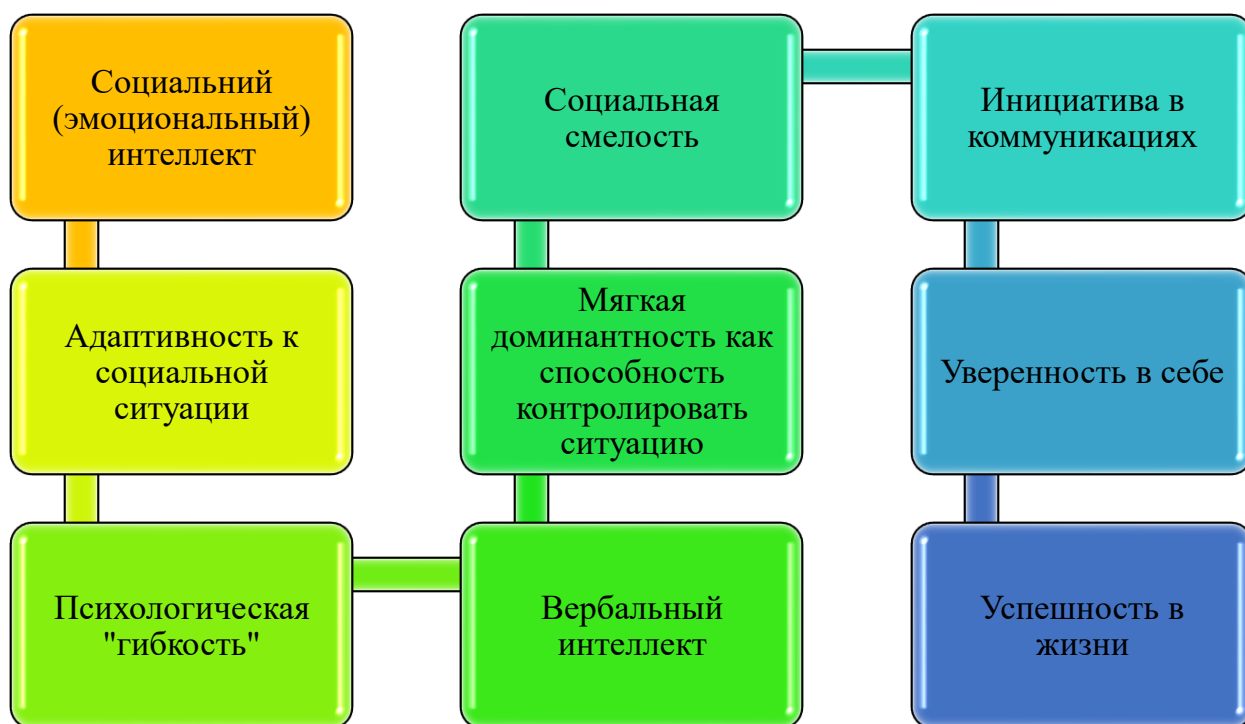 Социальний
(эмоциональный)
интеллект
Адаптивность к
социальной
ситуации
Психологическая
"гибкость"
Вербальный
интеллект
Мягкая
доминантность как
способность
контролировать
ситуацию
Социальная
смелость
Инициатива в
коммуникациях
Уверенность в себе
Успешность в
жизни